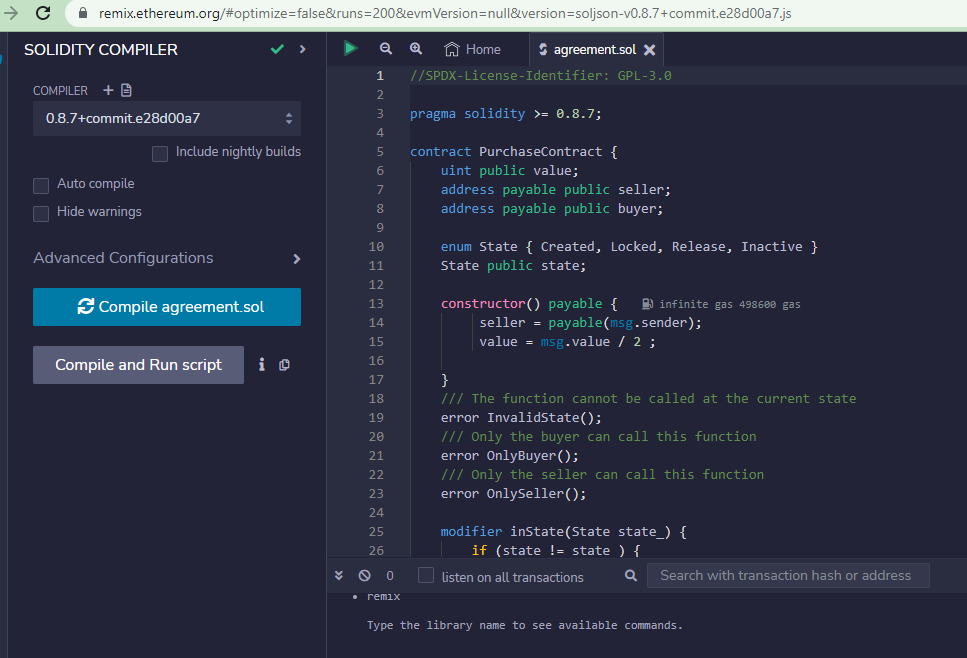 remix.ethereum.org/#optimize=false&runs=200&evmVersion=null&version=soljson-v0.8.7+commit.e28d00a7.js
SOLIDITY COMPILER
COMPILER
0.8.7+commit.e28d00a7
Include nightly builds
Auto compile
Hide warnings
Advanced Configurations
Compile agreement.sol
Compile and Run script
Home
agreement.sol
1 //SPDX-License-Identifier: GPL-3.0
2
3 pragma solidity >= 0.8.7;
4
5 contract PurchaseContract {
6 uint public value;
7 address payable public seller;
8 address payable public buyer;
9
10 enum State { Created, Locked, Release, Inactive }
11 State public state;
12
13 constructor() payable { infinite gas 498600 gas
14 seller = payable(msg.sender);
15 value = msg.value / 2 ;
16
17 }
18 /// The function cannot be called at the current state
19 error InvalidState();
20 /// Only the buyer can call this function
21 error OnlyBuyer();
22 /// Only the seller can call this function
23 error OnlySeller();
24
25 modifier inState(State state_) {
26 if (state != state ) {
0
listen on all transactions
Search with transaction hash or address
remix
Type the library name to see available commands.